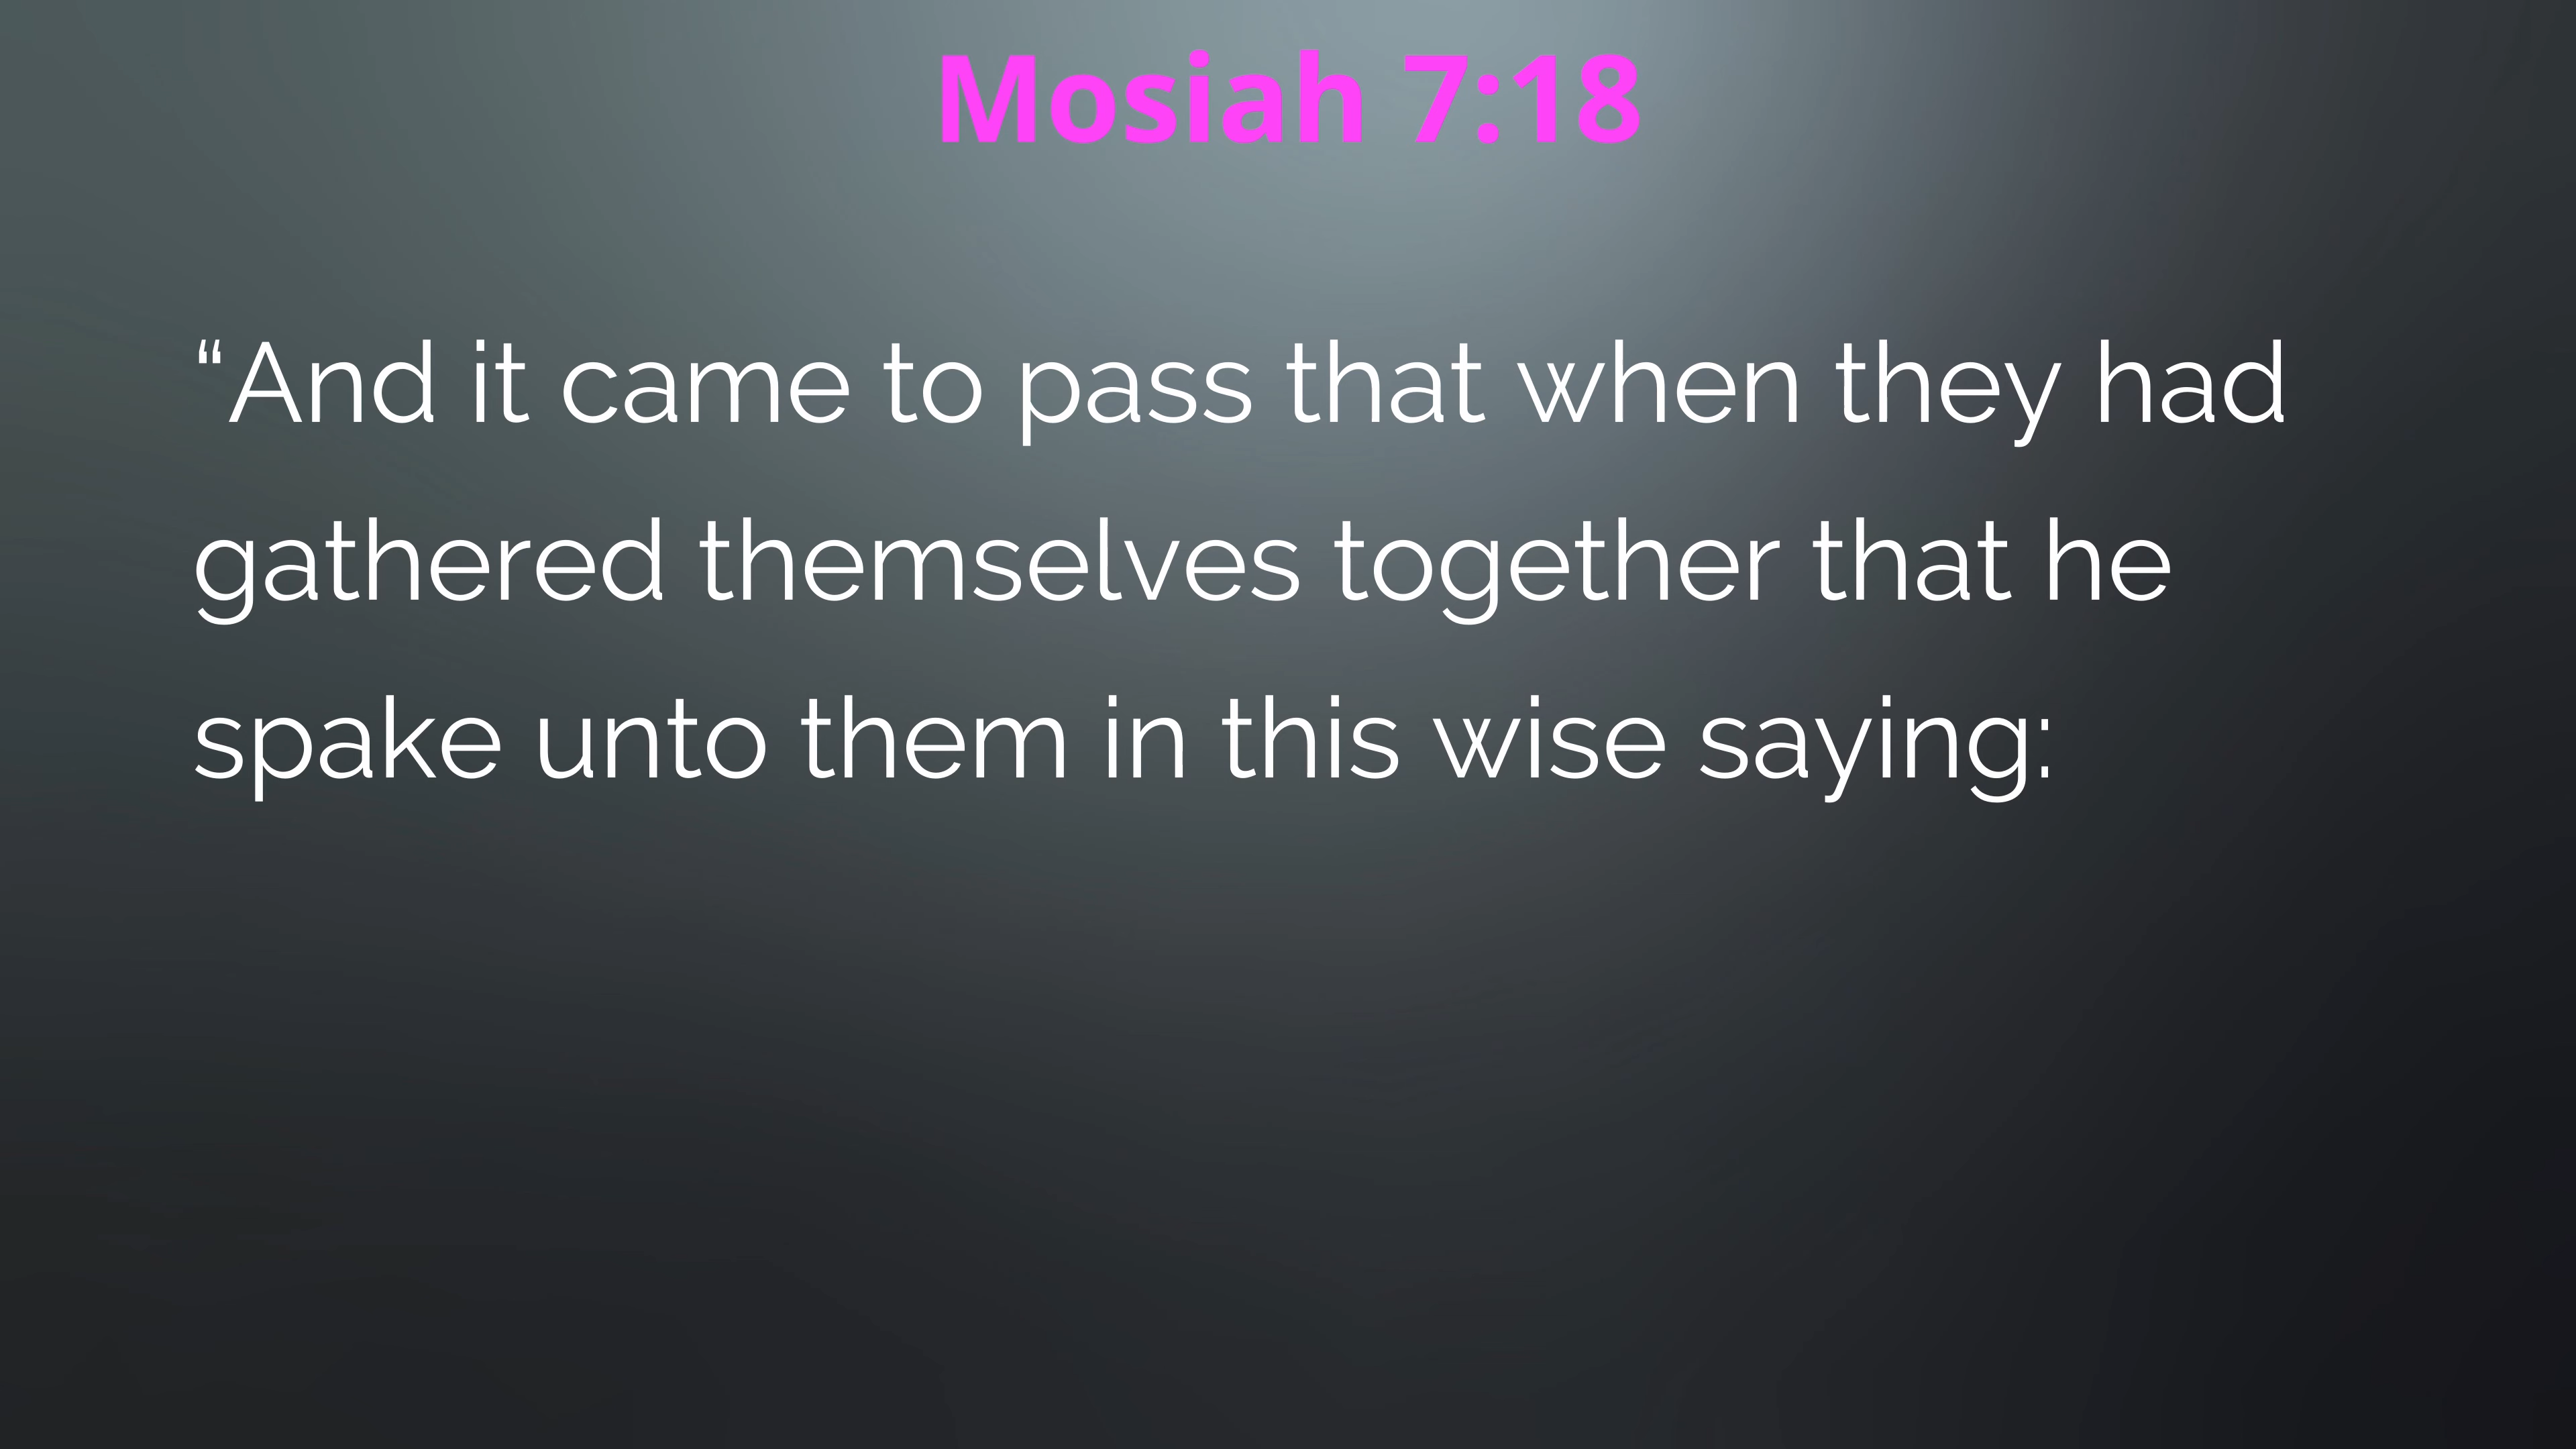 Mosiah 7:18
“And it came to pass that when they had
gathered themselves together that he
spake unto them in this wise saying: